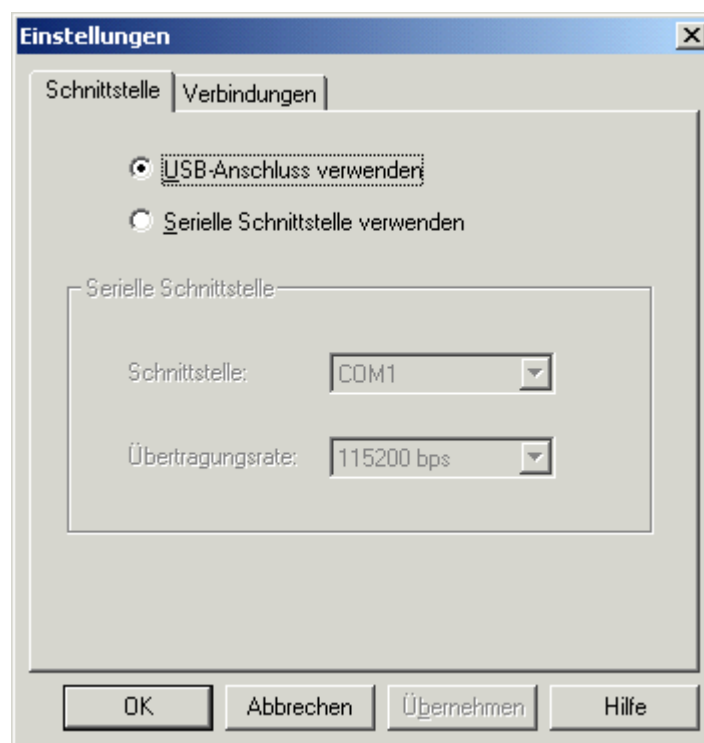 Einstellungen
Schnittstelle Verbindungen
USB-Anschluss verwenden
Serielle Schnittstelle verwenden
Serielle Schnittstelle
Schnittstelle: COM1
Übertragungsrate: 115200 bps
OK Abbrechen Übernehmen Hilfe